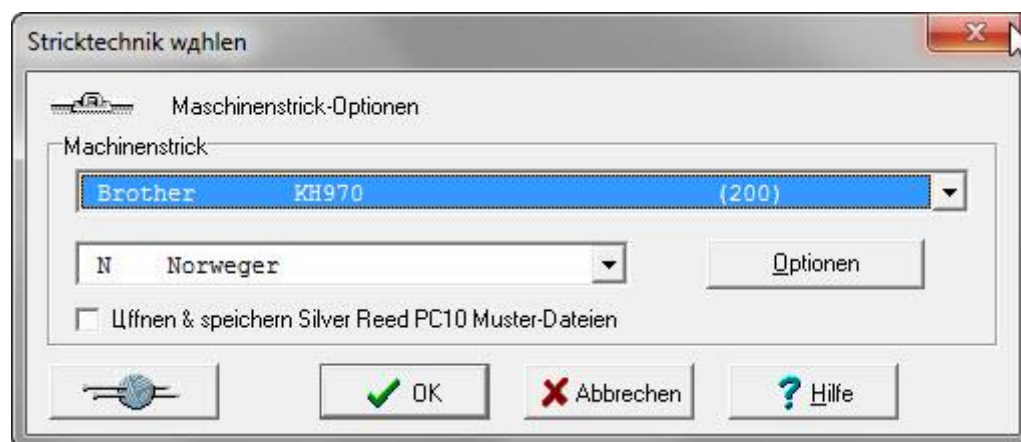 Stricktechnik wдhlen
Maschinenstrick-Optionen
Machinenstrick
Brother KH970 (200)
N Norweger
Optionen
Цffnen & speichern Silver Reed PC10 Muster-Dateien
OK Abbrechen Hilfe